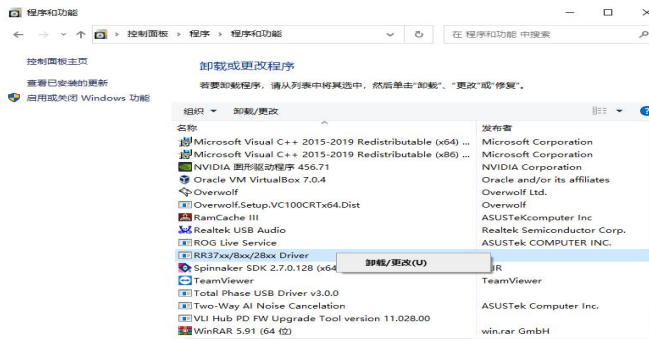 程序和功能
控制面板 › 程序 › 程序和功能
在 程序和功能 中搜索
控制面板主页
查看已安装的更新
启用或关闭 Windows 功能
卸载或更改程序
若要卸载程序，请从列表中将其选中，然后单击"卸载"、"更改"或"修复"。
组织 卸载/更改
名称 发布者
Microsoft Visual C++ 2015-2019 Redistributable (x64) ... Microsoft Corporation
Microsoft Visual C++ 2015-2019 Redistributable (x86) ... Microsoft Corporation
NVIDIA 图形驱动程序 456.71 NVIDIA Corporation
Oracle VM VirtualBox 7.0.4 Oracle and/or its affiliates
Overwolf Overwolf Ltd.
Overwolf.Setup.VC100CRTx64.Dist Overwolf
RamCache III ASUSTeKcomputer Inc
Realtek USB Audio Realtek Semiconductor Corp.
ROG Live Service ASUSTeK COMPUTER INC.
RR37xx/8xx/28xx Driver
卸载/更改(U)
Spinnaker SDK 2.7.0.128 (x64 IR
TeamViewer TeamViewer
Total Phase USB Driver v3.0.0
Two-Way AI Noise Cancelation ASUSTek Computer Inc.
VLI Hub PD FW Upgrade Tool version 11.028.00
WinRAR 5.91 (64 位) win.rar GmbH